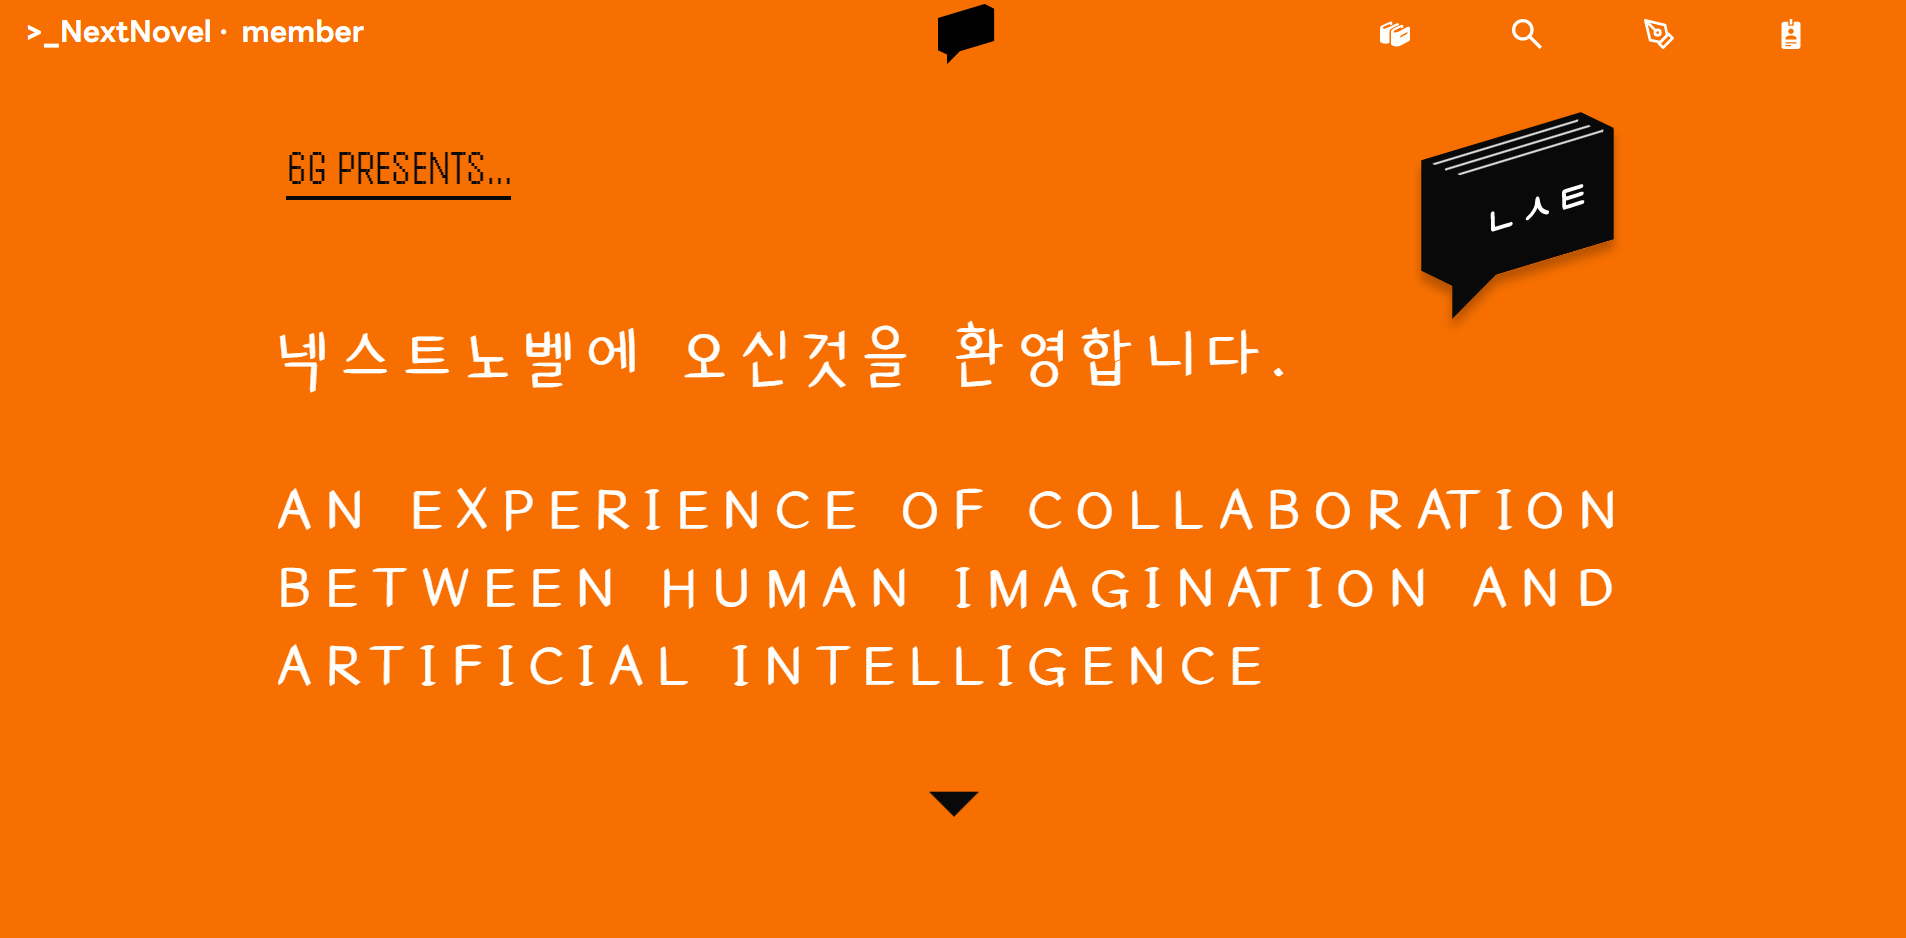 >_NextNovel · member
6G PRESENTS...
ㄴㅅㅌ
넥스트노벨에 오신것을 환영합니다.
AN EXPERIENCE OF COLLABORATION
BETWEEN HUMAN IMAGINATION AND
ARTIFICIAL INTELLIGENCE